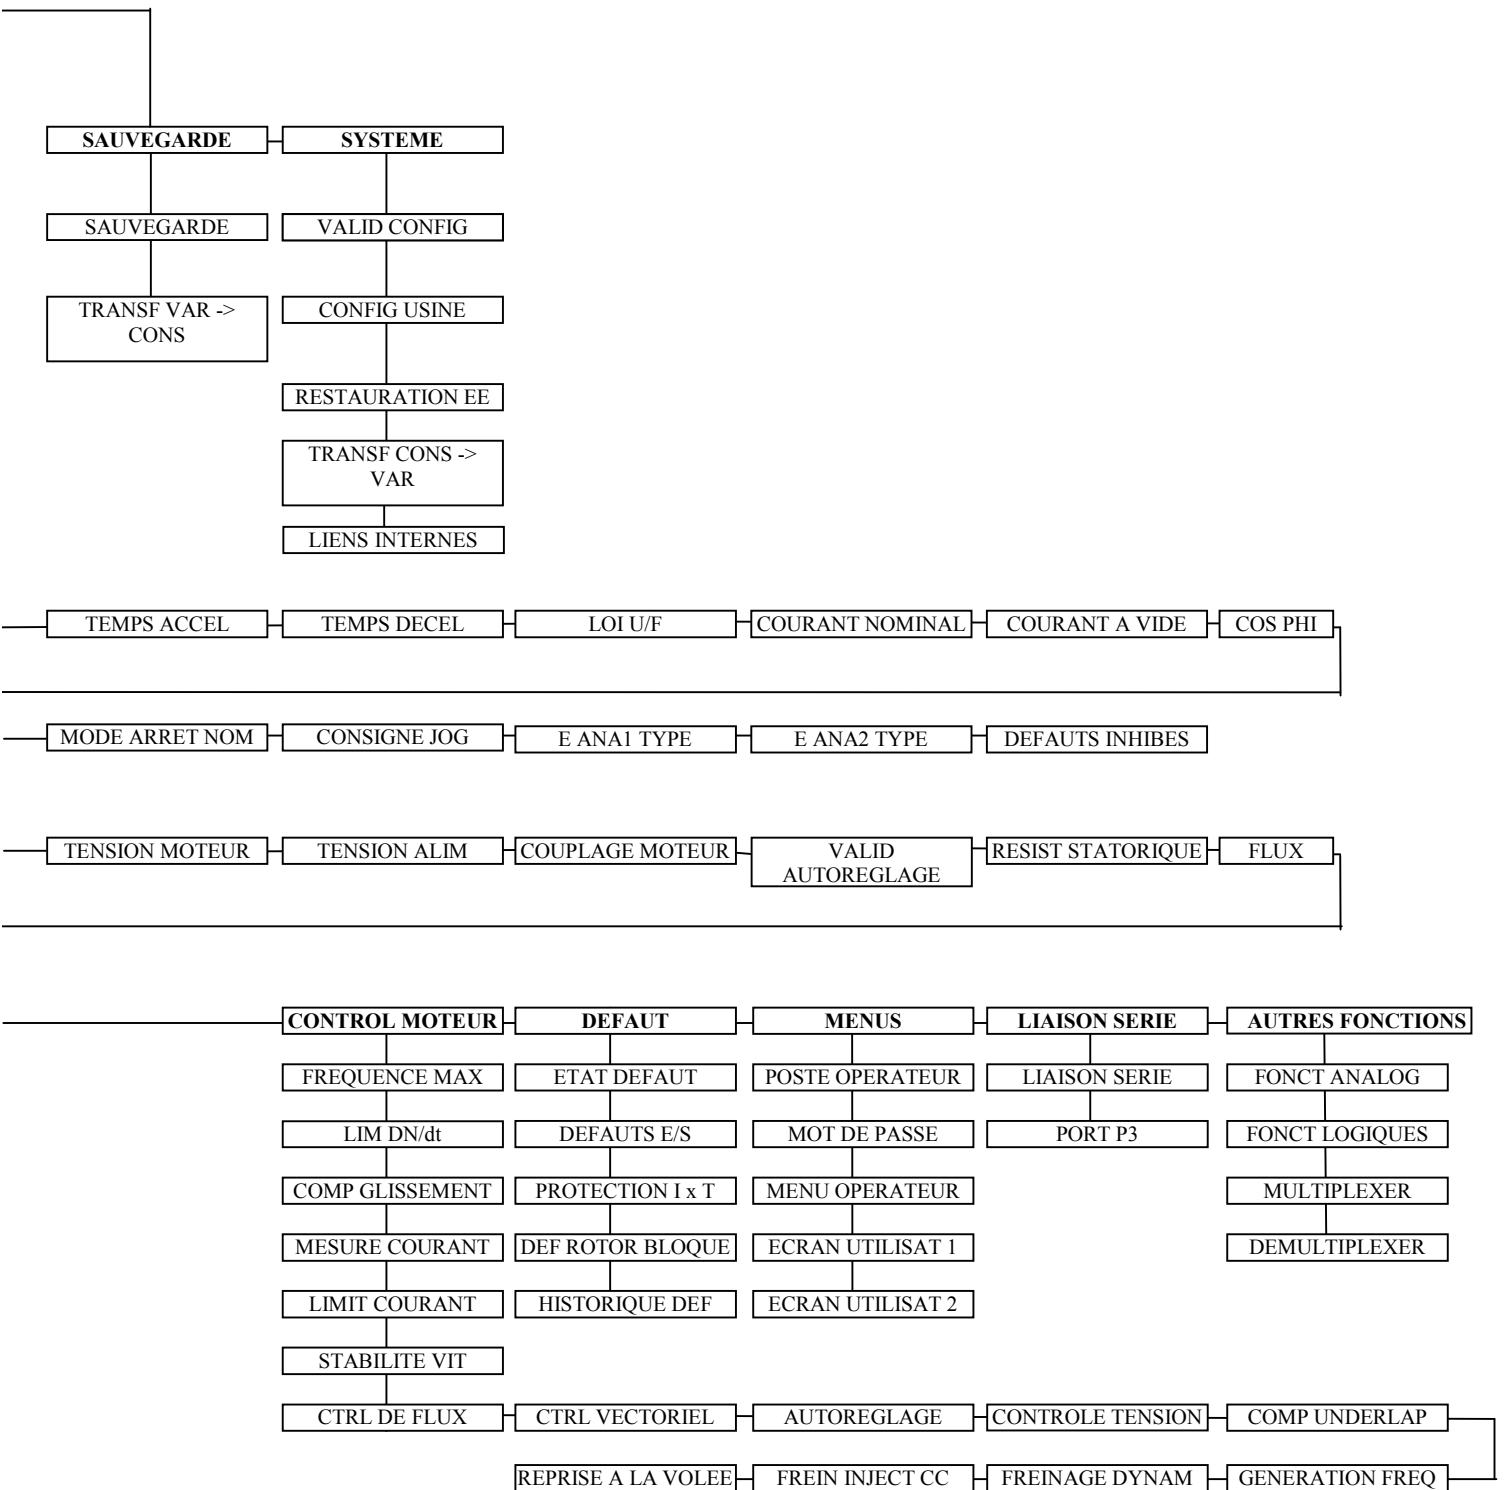 SAUVEGARDE SYSTEME
SAUVEGARDE VALID CONFIG
TRANSF VAR ->
CONS
CONFIG USINE
RESTAURATION EE
TRANSF CONS ->
VAR
LIENS INTERNES
TEMPS ACCEL TEMPS DECEL LOI U/F COURANT NOMINAL COURANT A VIDE COS PHI
MODE ARRET NOM CONSIGNE JOG E ANA1 TYPE E ANA2 TYPE DEFAUTS INHIBES
TENSION MOTEUR TENSION ALIM COUPLAGE MOTEUR VALID
AUTOREGLAGE
RESIST STATORIQUE FLUX
CONTROL MOTEUR DEFAUT MENUS LIAISON SERIE AUTRES FONCTIONS
FREQUENCE MAX ETAT DEFAUT POSTE OPERATEUR LIAISON SERIE FONCT ANALOG
LIM DN/dt DEFAUTS E/S MOT DE PASSE PORT P3 FONCT LOGIQUES
COMP GLISSEMENT PROTECTION I x T MENU OPERATEUR MULTIPLEXER
MESURE COURANT DEF ROTOR BLOQUE ECRAN UTILISAT 1 DEMULTIPLEXER
LIMIT COURANT HISTORIQUE DEF ECRAN UTILISAT 2
STABILITE VIT
CTRL DE FLUX CTRL VECTORIEL AUTOREGLAGE CONTROLE TENSION COMP UNDERLAP
REPRISE A LA VOLEE FREIN INJECT CC FREINAGE DYNAM GENERATION FREQ